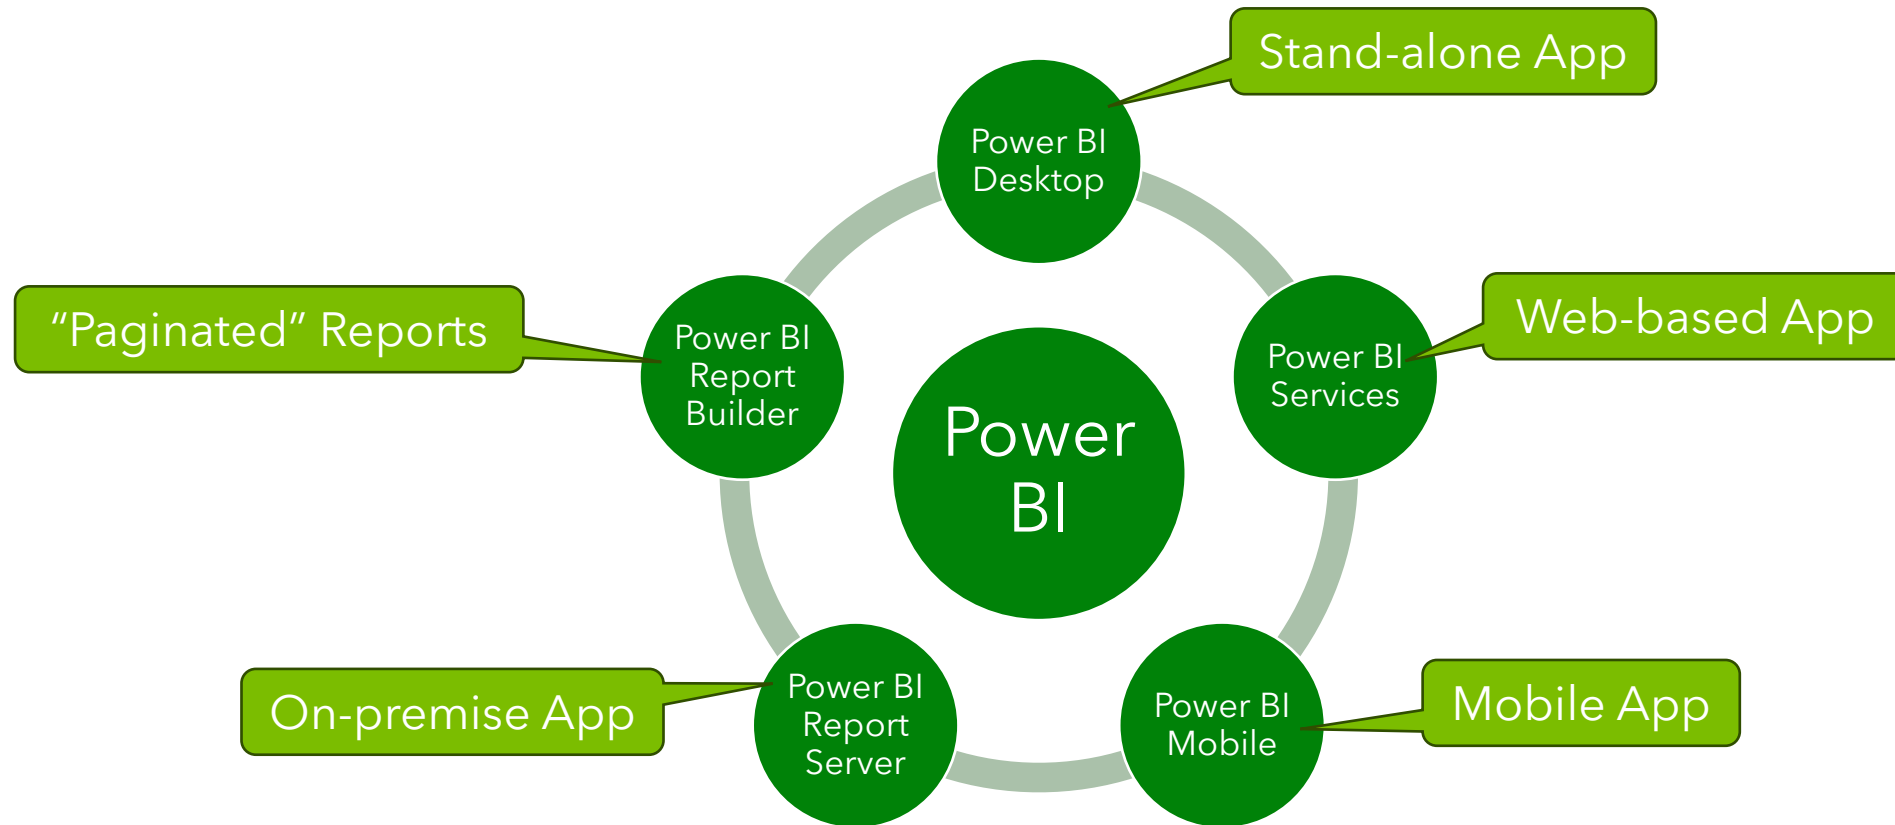 Stand-alone App
Power BI
Desktop
"Paginated" Reports
Power BI
Report
Builder
Web-based App
Power BI
Services
Power
BI
On-premise App
Power BI
Report
Server
Power BI
Mobile
Mobile App